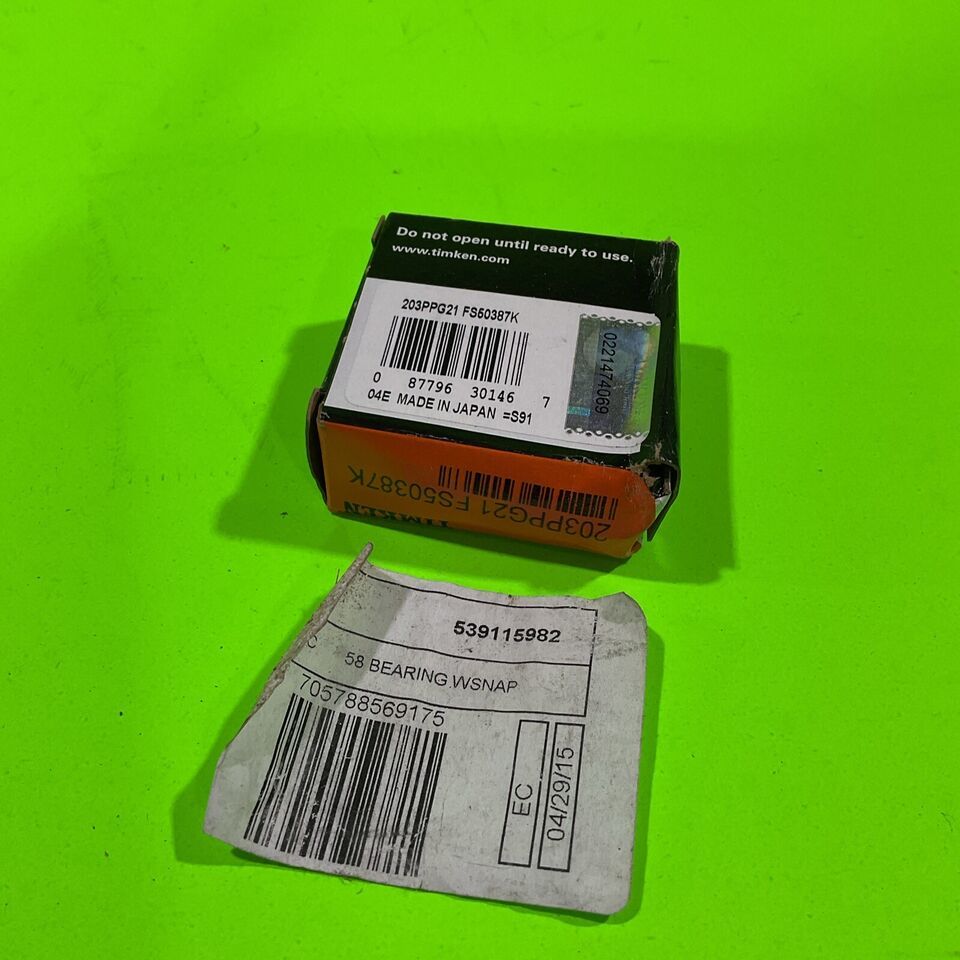 Do not open until ready to use.
www.timken.com
203PPG21 FS50387K
0 87796 30146 7
04E MADE IN JAPAN =S91
0221474069
203PPG21 FS50387K
TIMKEN
539115982
C 58 BEARING WSNAP
705788569175
EC
04/29/15